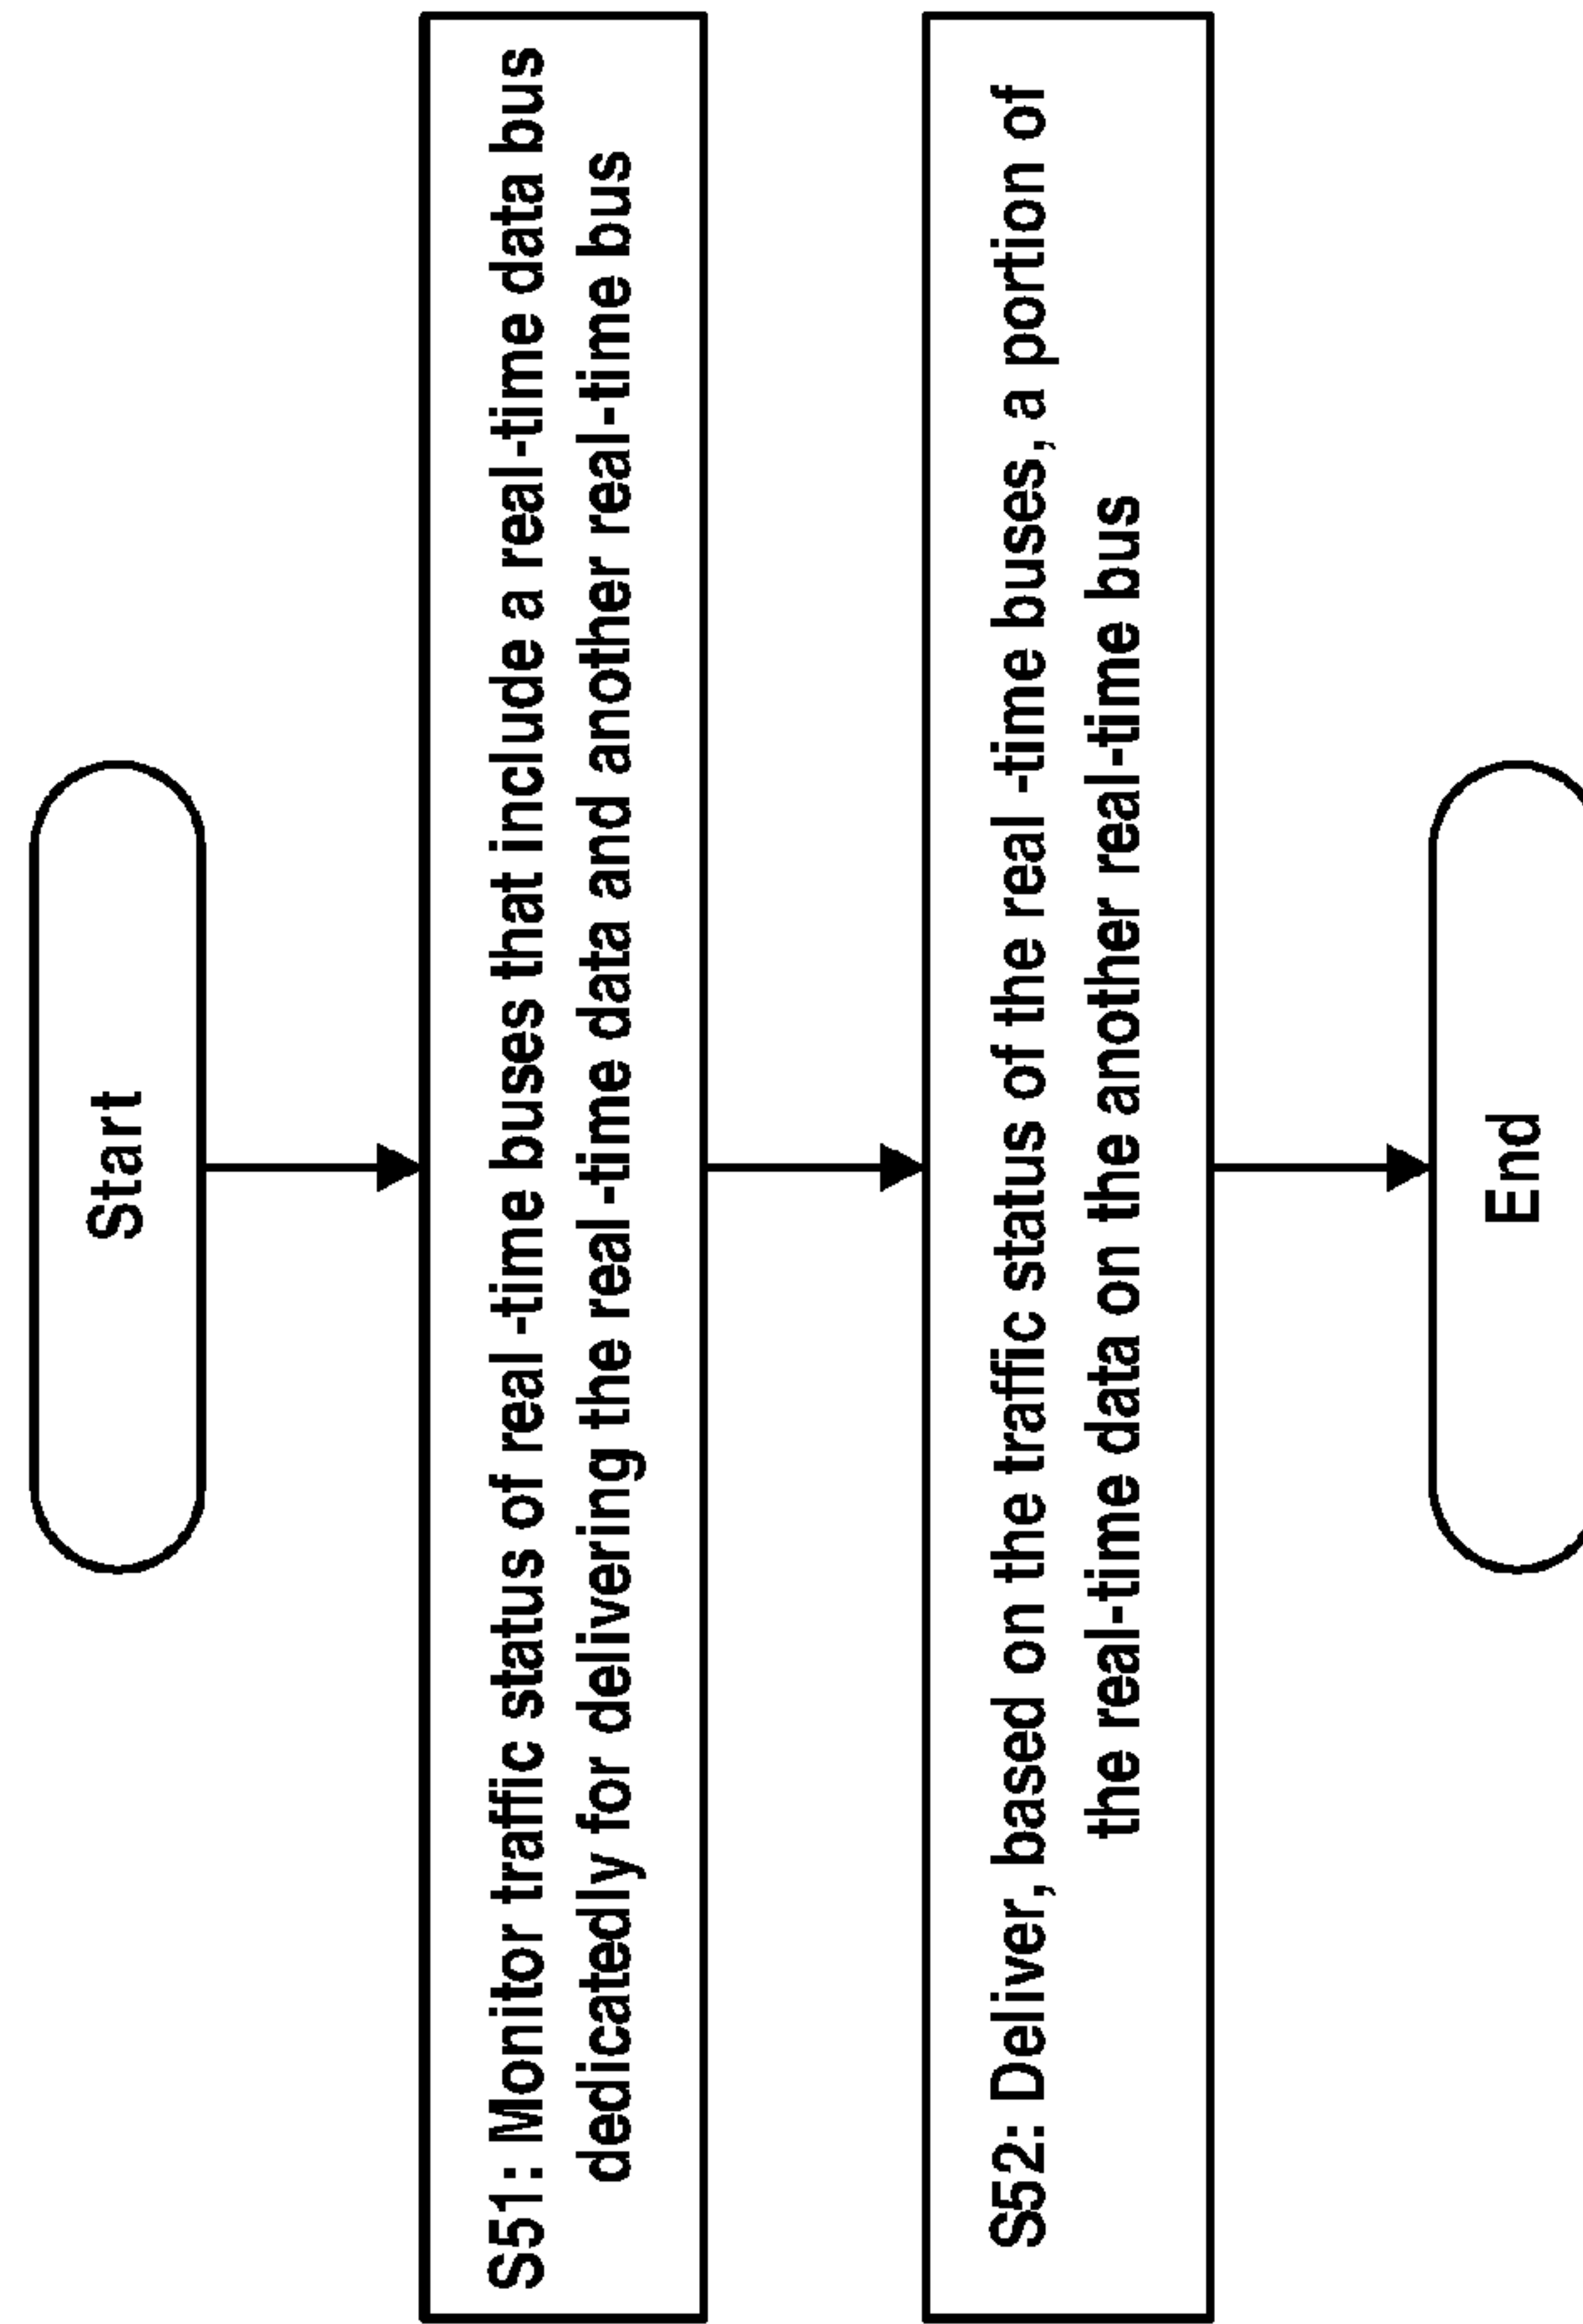 Start
S51: Monitor traffic status of real-time buses that include a real-time data bus
dedicatedly for delivering the real-time data and another real-time bus
S52: Deliver, based on the traffic status of the real-time buses, a portion of
the real-time data on the another real-time bus
End